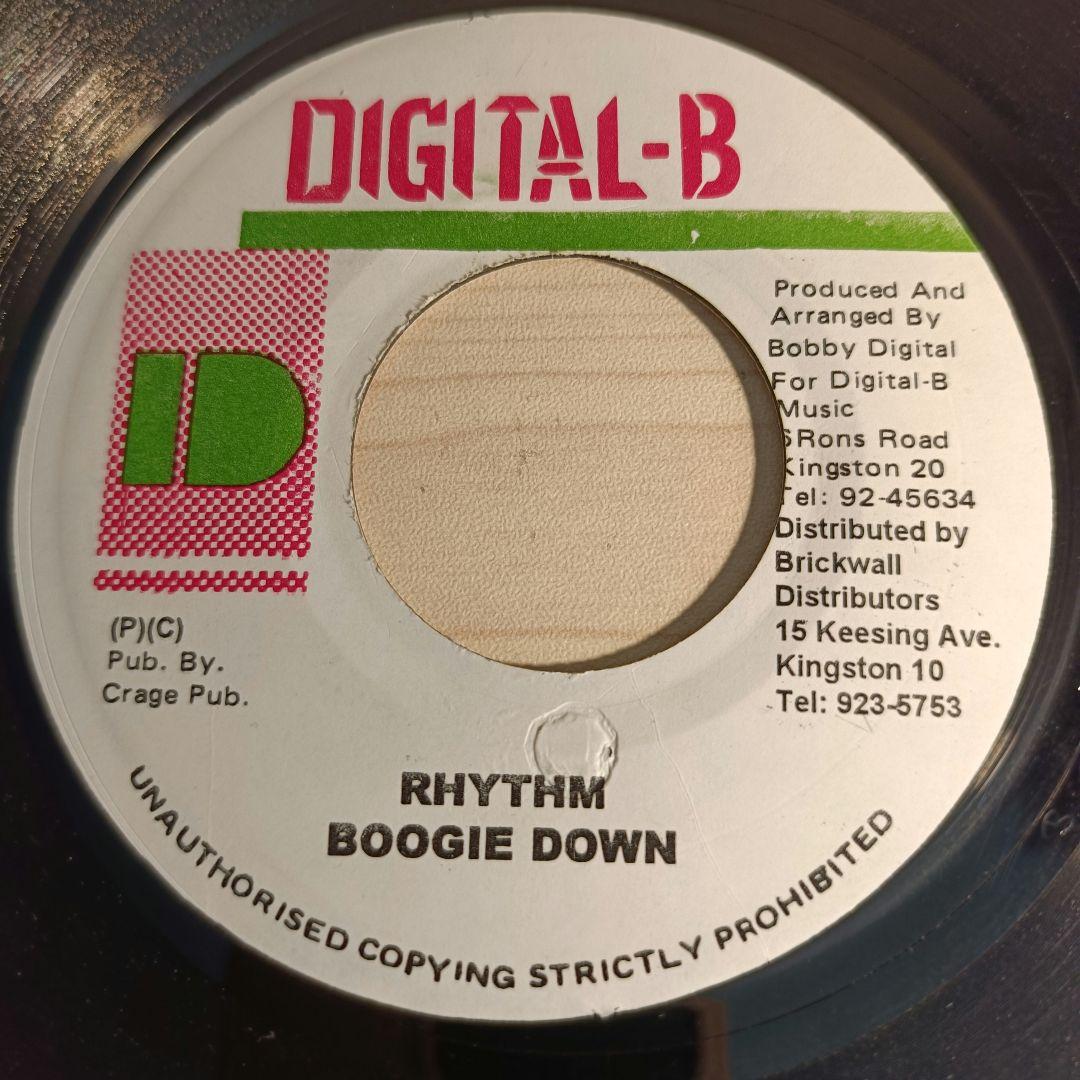 DIGITAL-B
Produced And
Arranged By
Bobby Digital
For Digital-B
Music
Rons Road
Kingston 20
Tel: 92-45634
Distributed by
Brickwall
Distributors
15 Keesing Ave.
Kingston 10
Tel: 923-5753
D
(P)(C)
Pub. By.
Crage Pub.
RHYTHM
BOOGIE DOWN
UNAUTHORISED COPYING STRICTLY PROHIBITED